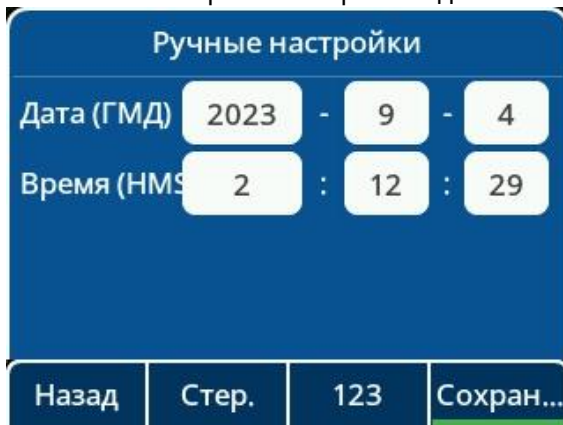 Ручные настройки
Дата (ГМД) 2023 - 9 - 4
Время (HMS 2 : 12 : 29
Назад Стер. 123 Сохран...